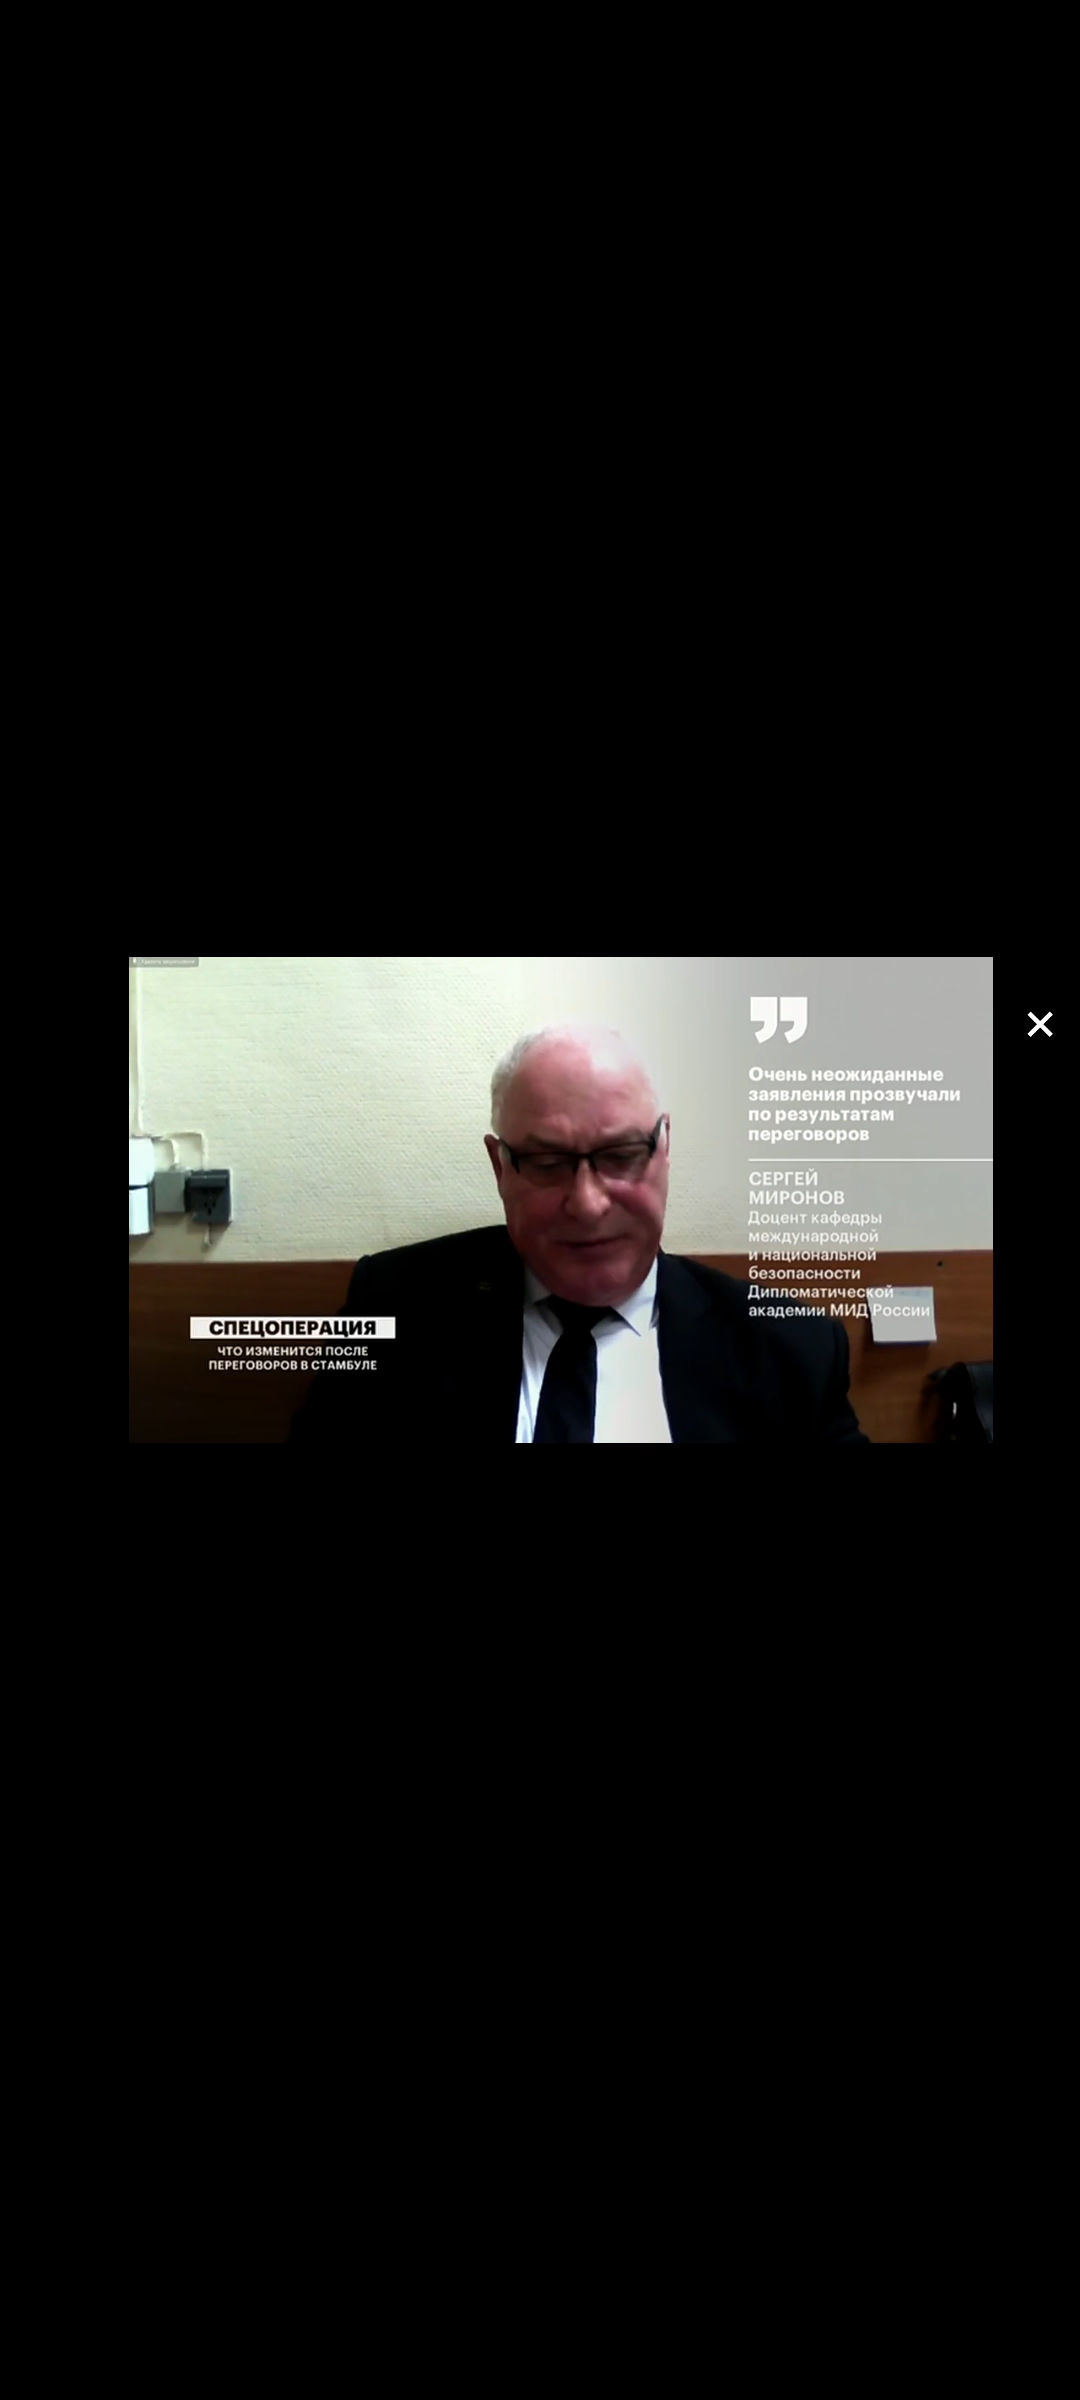 Очень неожиданные
заявления прозвучали
по результатам
переговоров
СЕРГЕЙ
МИРОНОВ
Доцент кафедры
международной
и национальной
безопасности
Дипломатической
академии МИД России
СПЕЦОПЕРАЦИЯ
ЧТО ИЗМЕНИТСЯ ПОСЛЕ
ПЕРЕГОВОРОВ В СТАМБУЛЕ